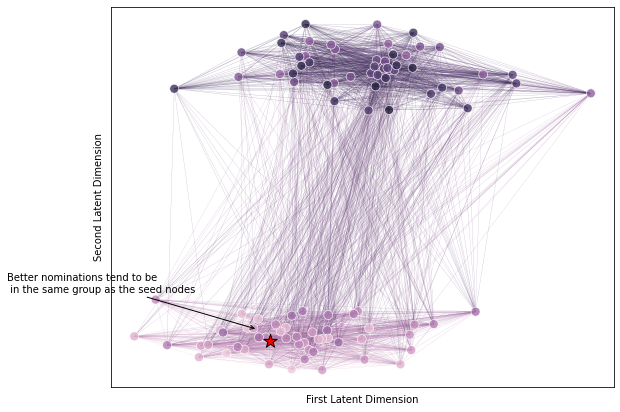 Second Latent Dimension
Better nominations tend to be
in the same group as the seed nodes
First Latent Dimension